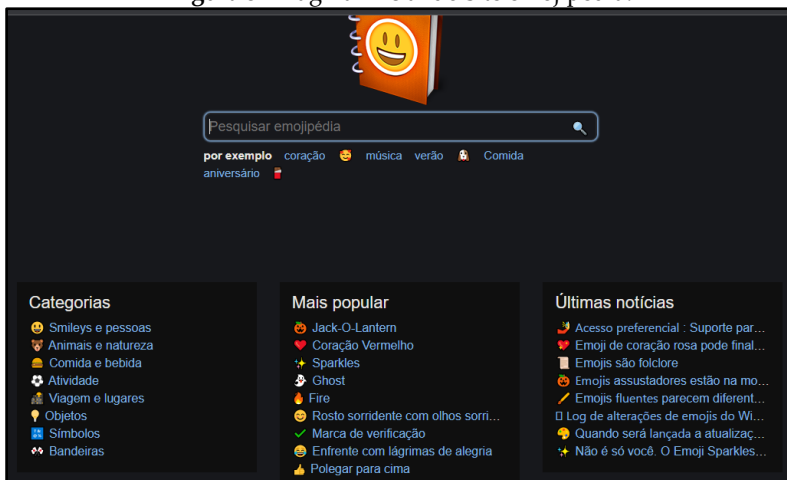 Pesquisar emojipédia
por exemplo coração música verão Comida
aniversário
Categorias
Smileys e pessoas
Animais e natureza
Comida e bebida
Atividade
Viagem e lugares
Objetos
Símbolos
Bandeiras
Mais popular
Jack-O-Lantern
Coração Vermelho
Sparkles
Ghost
Fire
Rosto sorridente com olhos sorri...
Marca de verificação
Enfrente com lágrimas de alegria
Polegar para cima
Últimas notícias
Acesso preferencial : Suporte par...
Emoji de coração rosa pode final...
Emojis são folclore
Emojis assustadores estão na mo...
Emojis fluentes parecem diferent...
Log de alterações de emojis do Wi...
Quando será lançada a atualizaç...
Não é só você. O Emoji Sparkles...